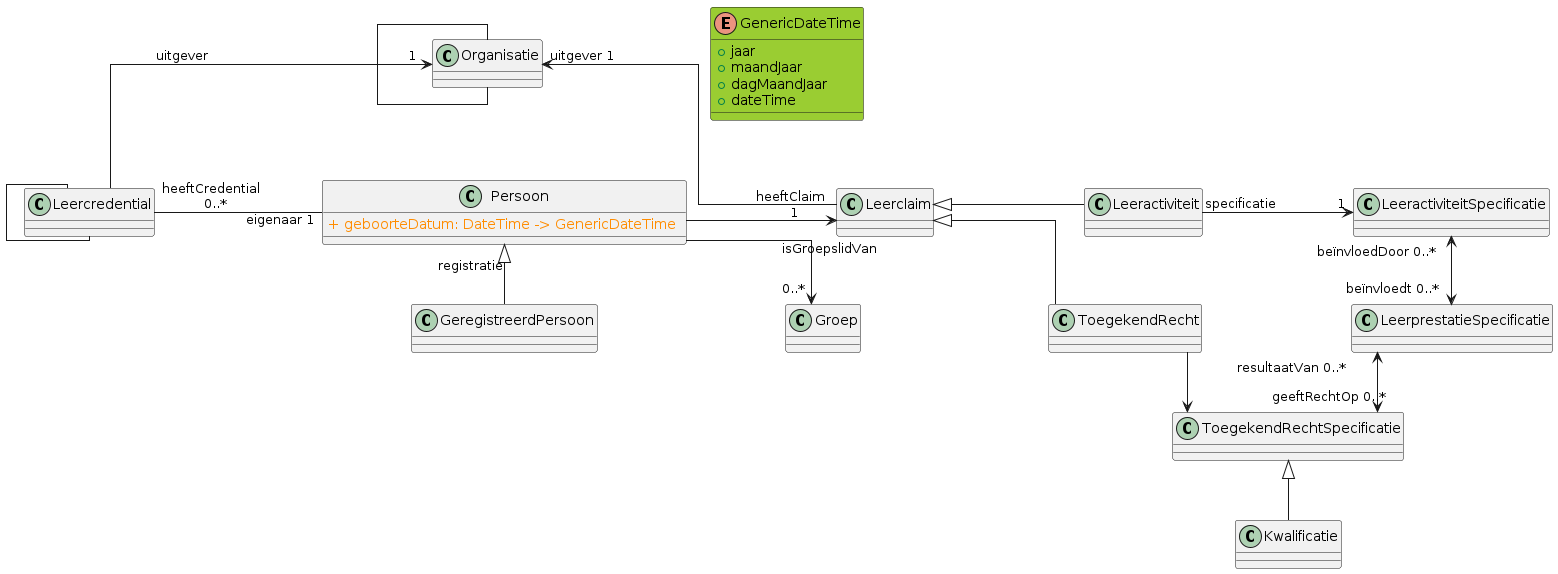 E GenericDateTime
jaar
maandJaar
dagMaandJaar
dateTime
uitgever 1
C Organisatie
uitgever 1
heeftCredential
0..*
eigenaar 1
C Leercredential
C Persoon
+ geboorteDatum: DateTime -> GenericDateTime
heeftClaim
1
C Leerclaim
C Leeractiviteit
specificatie 1
C LeeractiviteitSpecificatie
registratie
isGroepslidVan
0..*
beïnvloedDoor 0..*
beïnvloedt 0..*
C GeregistreerdPersoon
C Groep
C ToegekendRecht
C LeerprestatieSpecificatie
resultaatVan 0..*
geeftRechtOp 0..*
C ToegekendRechtSpecificatie
C Kwalificatie